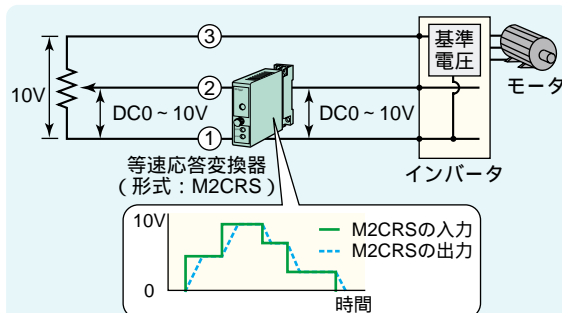 ③
基準
電圧
モータ
②
10V
DC0~10V
DC0~10V
①
等速応答変換器
(形式:M2CRS)
インバータ
10V
M2CRSの入力
M2CRSの出力
0
時間